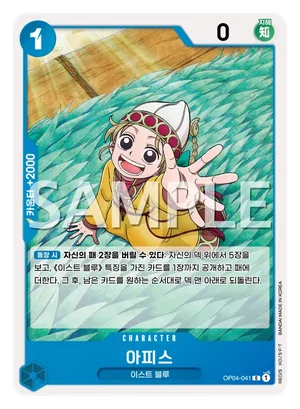 1
0
지혜
知
카운터 +2000
SAMPLE
등장 시 자신의 패 2장을 버릴 수 있다: 자신의 덱 위에서 5장을
보고, 《이스트 블루》 특징을 가진 카드를 1장까지 공개하고 패에
더한다. 그 후, 남은 카드를 원하는 순서대로 덱 맨 아래로 되돌린다.
CHARACTER
아피스
이스트 블루
OP04-041
BANDAI MADE IN KOREA